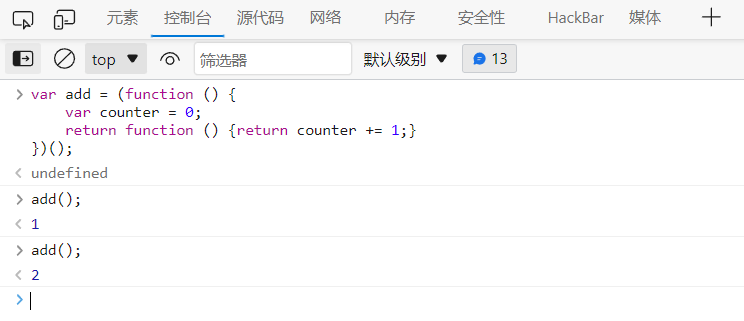 元素 控制台 源代码 网络 内存 安全性 HackBar 媒体
top 筛选器 默认级别 13
var add = (function () {
    var counter = 0;
    return function () {return counter += 1;}
})();
undefined
add();
1
add();
2